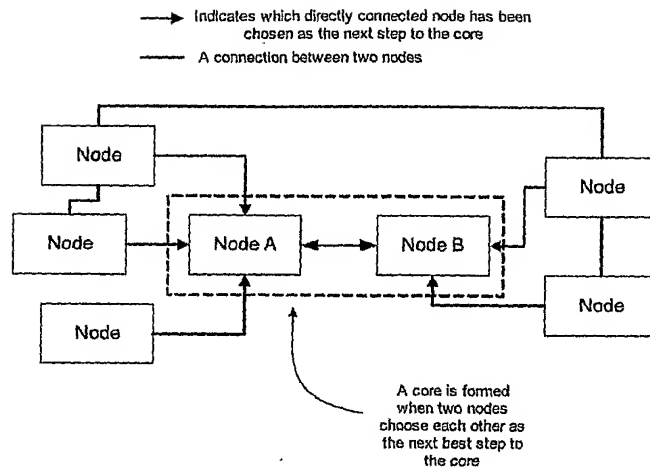 Indicates which directly connected node has been
chosen as the next step to the core
A connection between two nodes
Node
Node
Node
Node A
Node B
Node
Node
A core is formed
when two nodes
choose each other as
the next best step to
the core